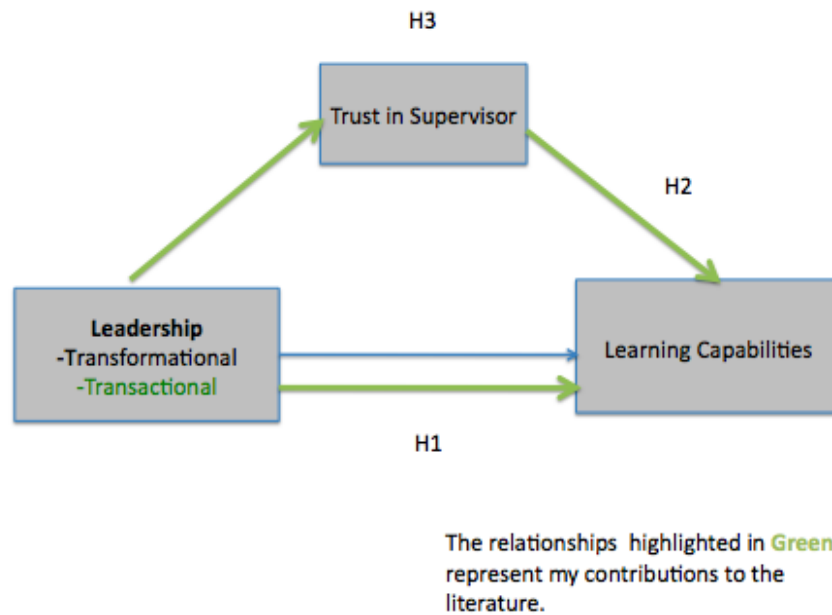 H3
Trust in Supervisor
H2
Leadership
-Transformational
-Transactional
Learning Capabilities
H1
The relationships highlighted in Green
represent my contributions to the
literature.